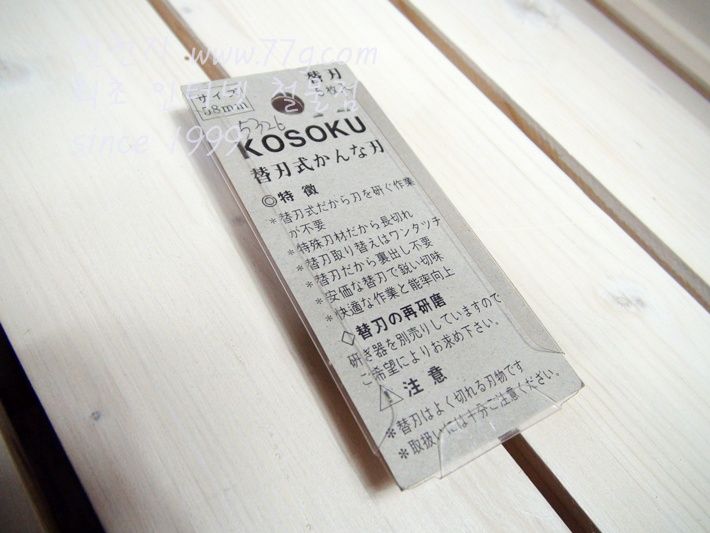 www.77g.com
since 1999
替刃
サイズ
58mm
5326
KOSOKU
替刃式かんな刃
◎特徴
*替刃式だから刃を研ぐ作業
が不要
*特殊刃材だから長切れ
*替刃取り替えはワンタッチ
*替刃だから裏出し不要
*安価な替刃で鋭い切味
*快適な作業と能率向上
◇替刃の再研磨
研ぎ器を別売りしていますので
ご希望によりお求め下さい。
⚠注意
*替刃はよく切れる刃物です
*取扱いには十分ご注意ください。